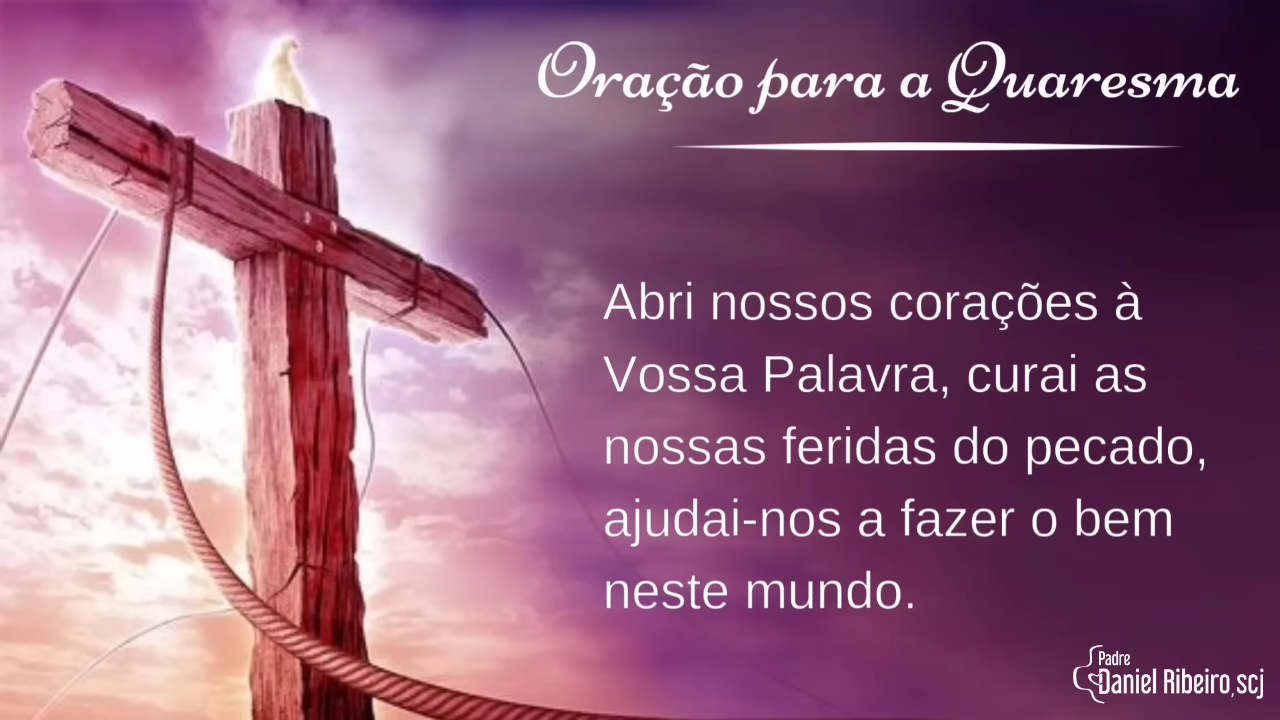 Oração para a Quaresma
Abri nossos corações à
Vossa Palavra, curai as
nossas feridas do pecado,
ajudai-nos a fazer o bem
neste mundo.
Padre
Daniel Ribeiro, scj